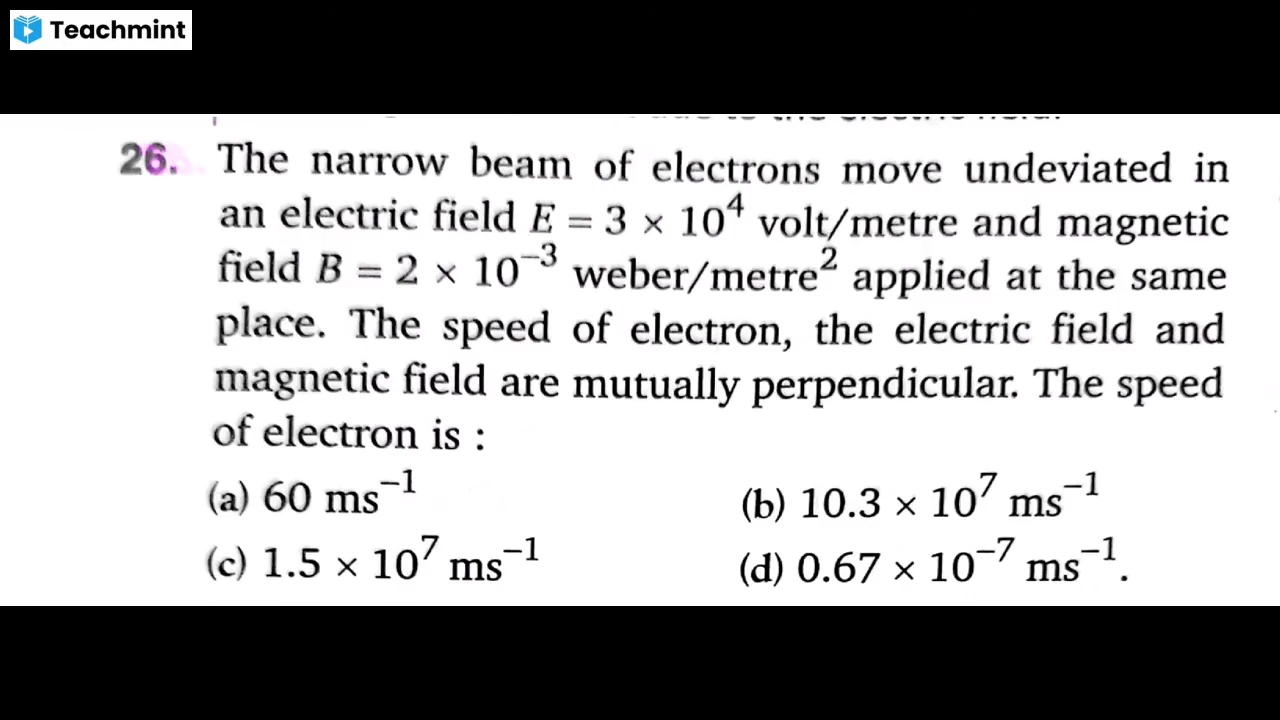 Teachmint
26. The narrow beam of electrons move undeviated in
an electric field E = 3 × 10⁴ volt/metre and magnetic
field B = 2 × 10⁻³ weber/metre² applied at the same
place. The speed of electron, the electric field and
magnetic field are mutually perpendicular. The speed
of electron is :
(a) 60 ms⁻¹ (b) 10.3 × 10⁷ ms⁻¹
(c) 1.5 × 10⁷ ms⁻¹ (d) 0.67 × 10⁻⁷ ms⁻¹.